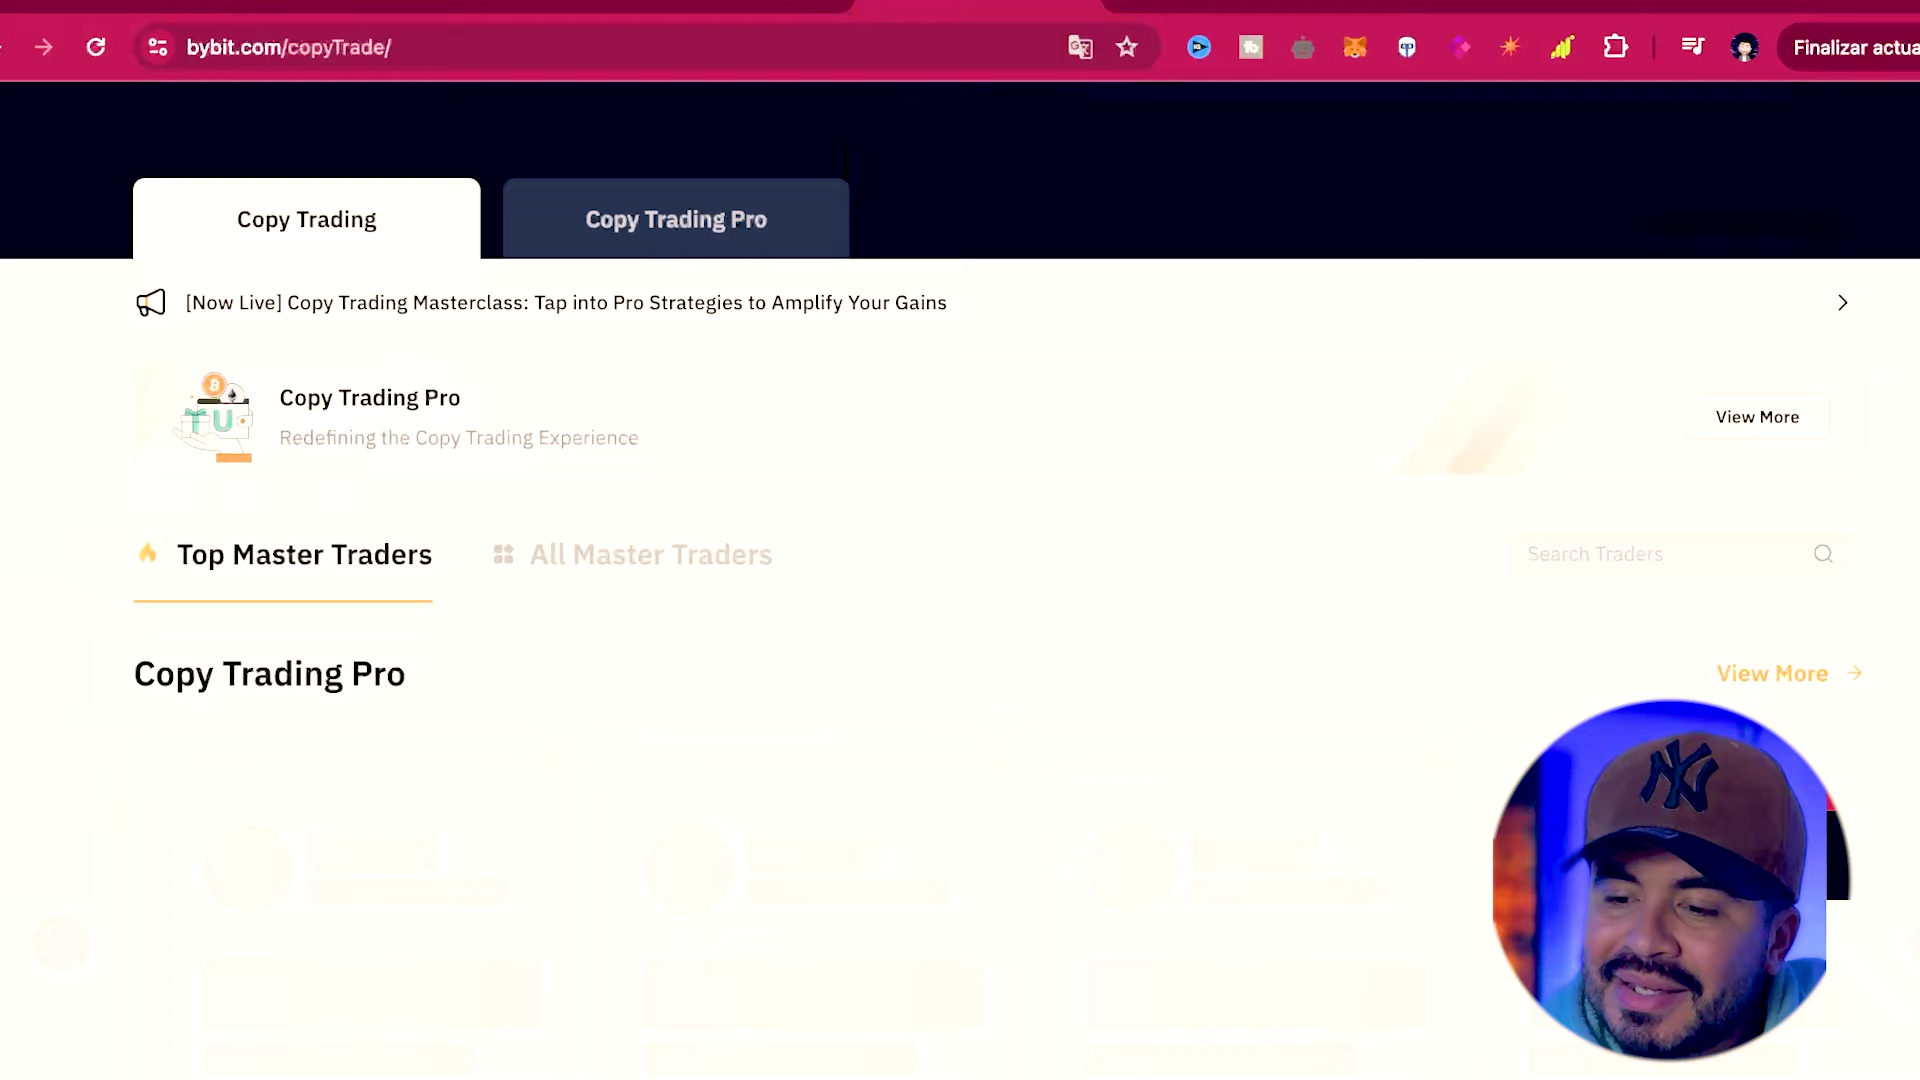 bybit.com/copyTrade/
Finalizar actua
Copy Trading
Copy Trading Pro
[Now Live] Copy Trading Masterclass: Tap into Pro Strategies to Amplify Your Gains
Copy Trading Pro
Redefining the Copy Trading Experience
View More
Top Master Traders
All Master Traders
Search Traders
Copy Trading Pro
View More
NY